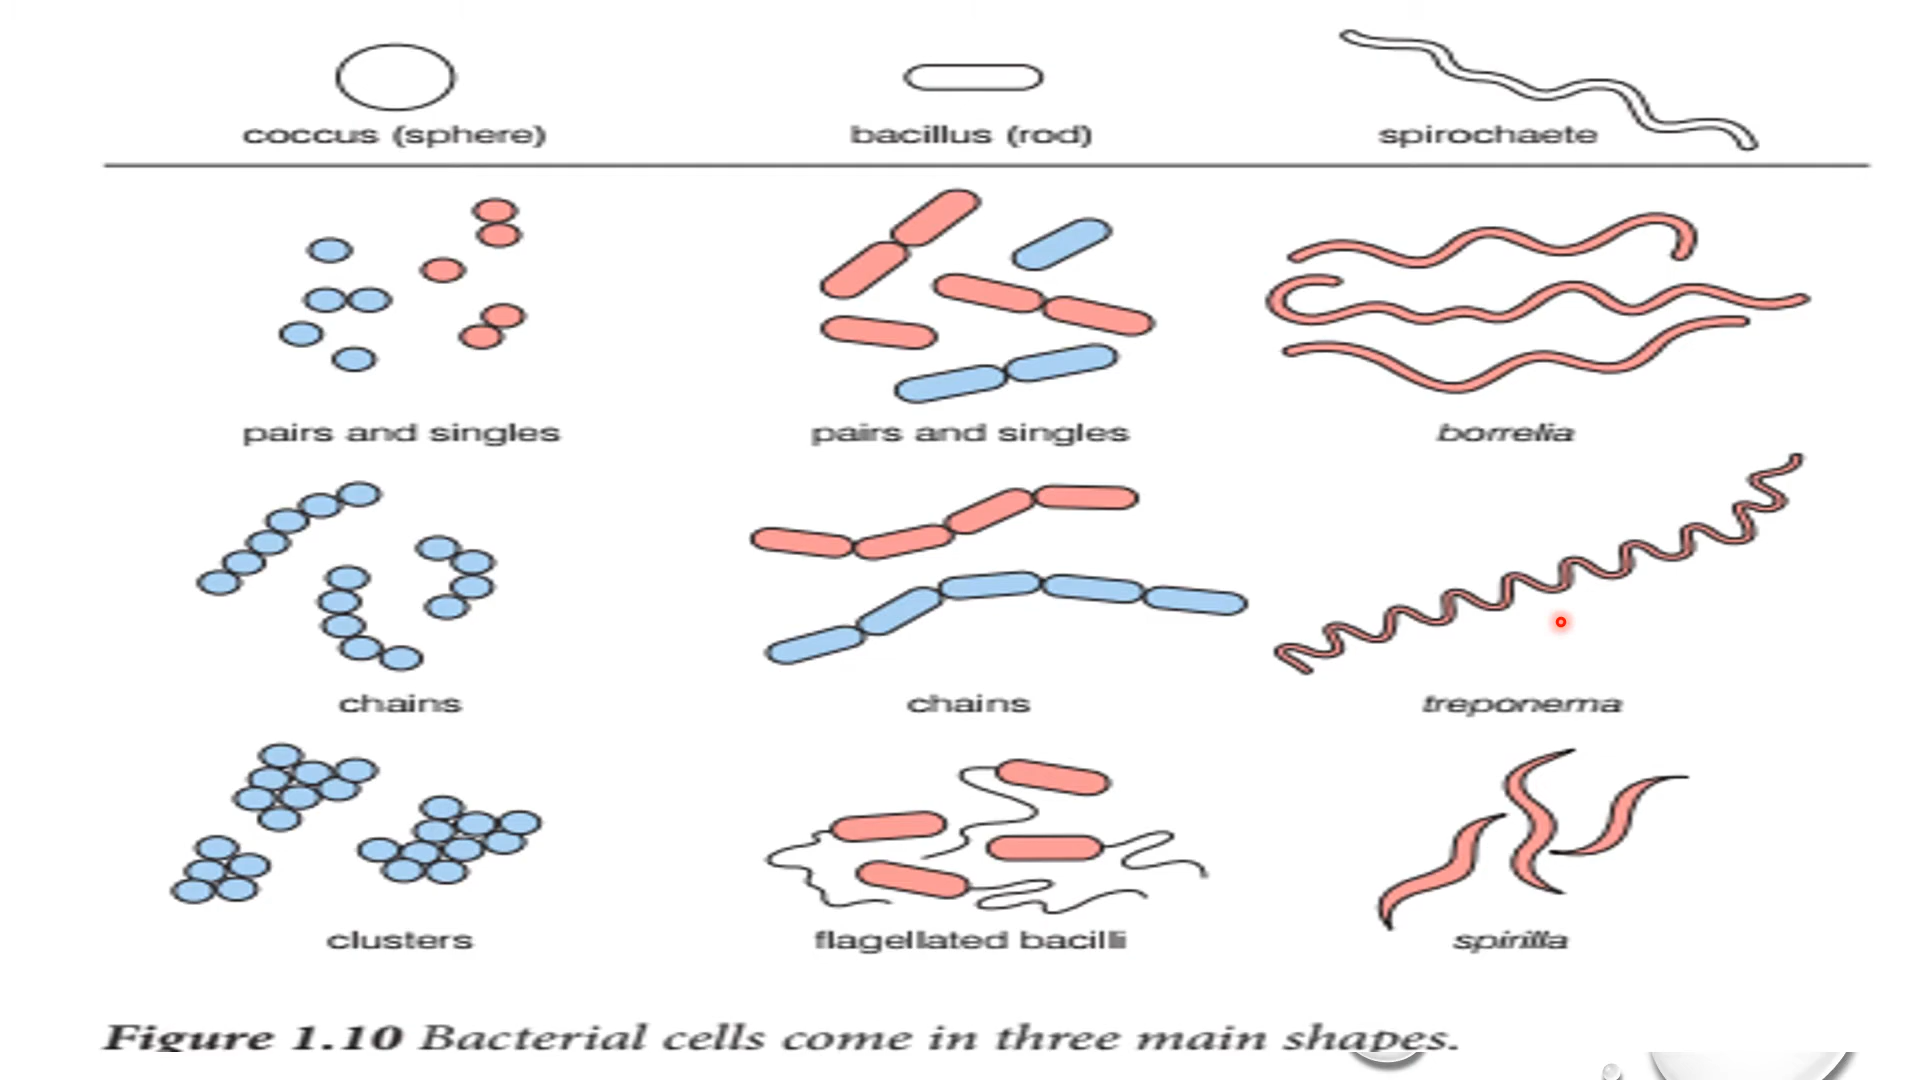 coccus (sphere) bacillus (rod) spirochaete
pairs and singles pairs and singles borrelia
chains chains treponema
clusters flagellated bacilli spirilla
Figure 1.10 Bacterial cells come in three main shapes.